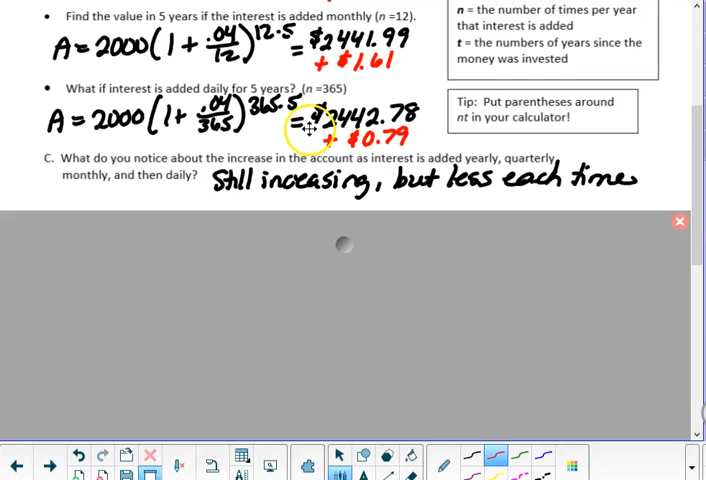 • Find the value in 5 years if the interest is added monthly (n =12).
A = 2000(1 + .04/12)^12·5 = $2441.99
+ $1.61
• What if interest is added daily for 5 years? (n =365)
A = 2000(1 + .04/365)^365·5 = $2442.78
+ $0.79
C. What do you notice about the increase in the account as interest is added yearly, quarterly,
monthly, and then daily? Still increasing, but less each time
n = the number of times per year
that interest is added
t = the numbers of years since the
money was invested
Tip: Put parentheses around
nt in your calculator!